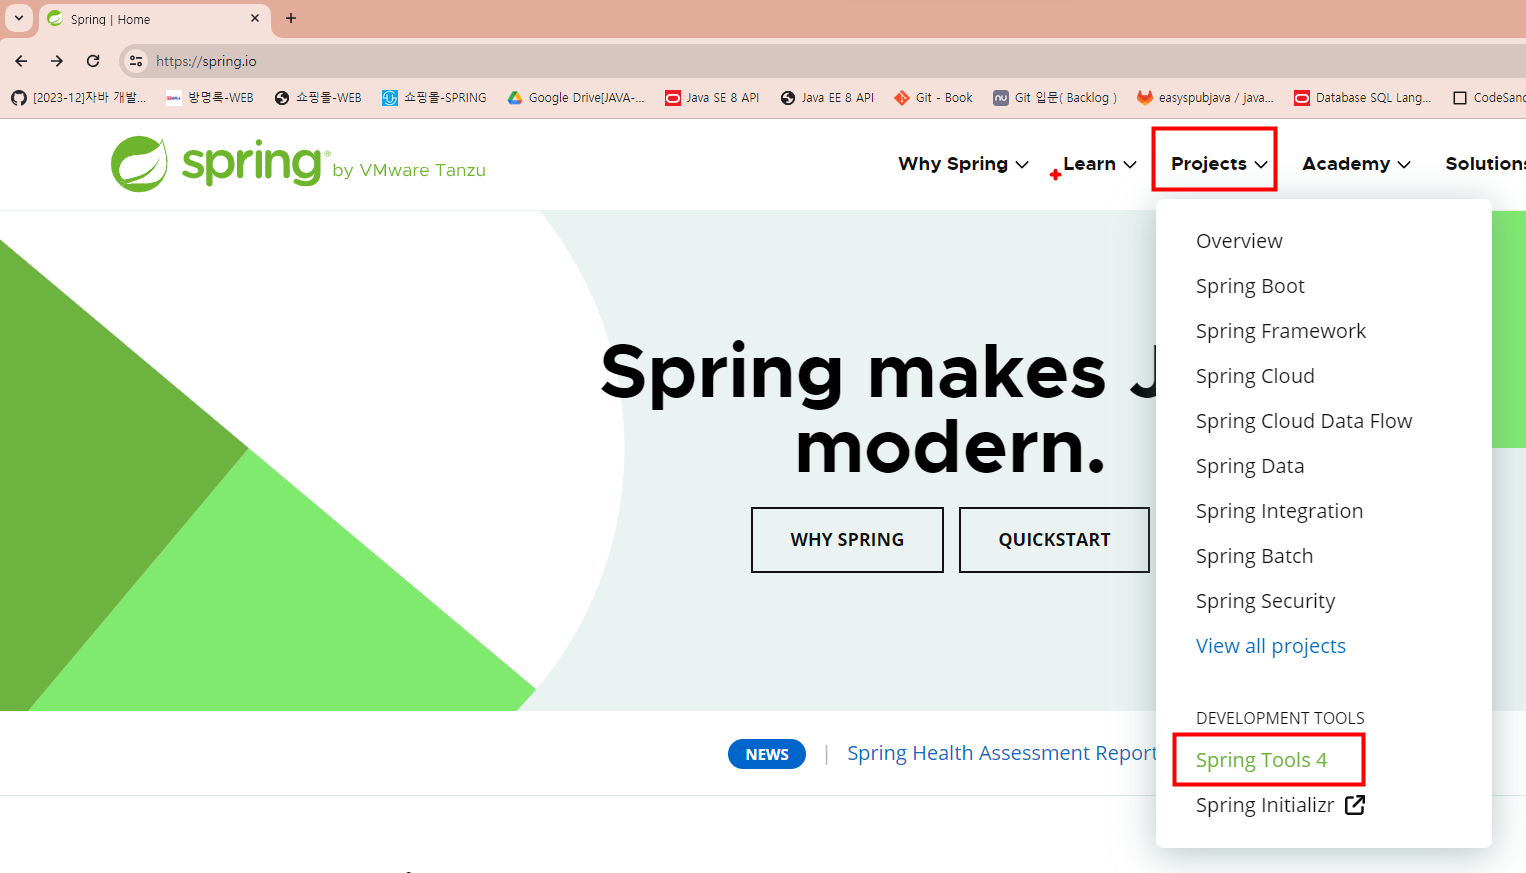 Spring | Home
https://spring.io
[2023-12]자바 개발...
방명록-WEB
쇼핑몰-WEB
쇼핑몰-SPRING
Google Drive[JAVA-...
Java SE 8 API
Java EE 8 API
Git - Book
nu
Git 입문( Backlog )
easyspubjava / java...
Database SQL Lang...
CodeSand
spring® by VMware Tanzu
Why Spring
Learn
Projects
Academy
Solutions
Overview
Spring Boot
Spring Framework
Spring Cloud
Spring Cloud Data Flow
Spring Data
Spring Integration
Spring Batch
Spring Security
View all projects
DEVELOPMENT TOOLS
Spring Tools 4
Spring Initializr
Spring makes J
modern.
WHY SPRING
QUICKSTART
NEWS
| Spring Health Assessment Report